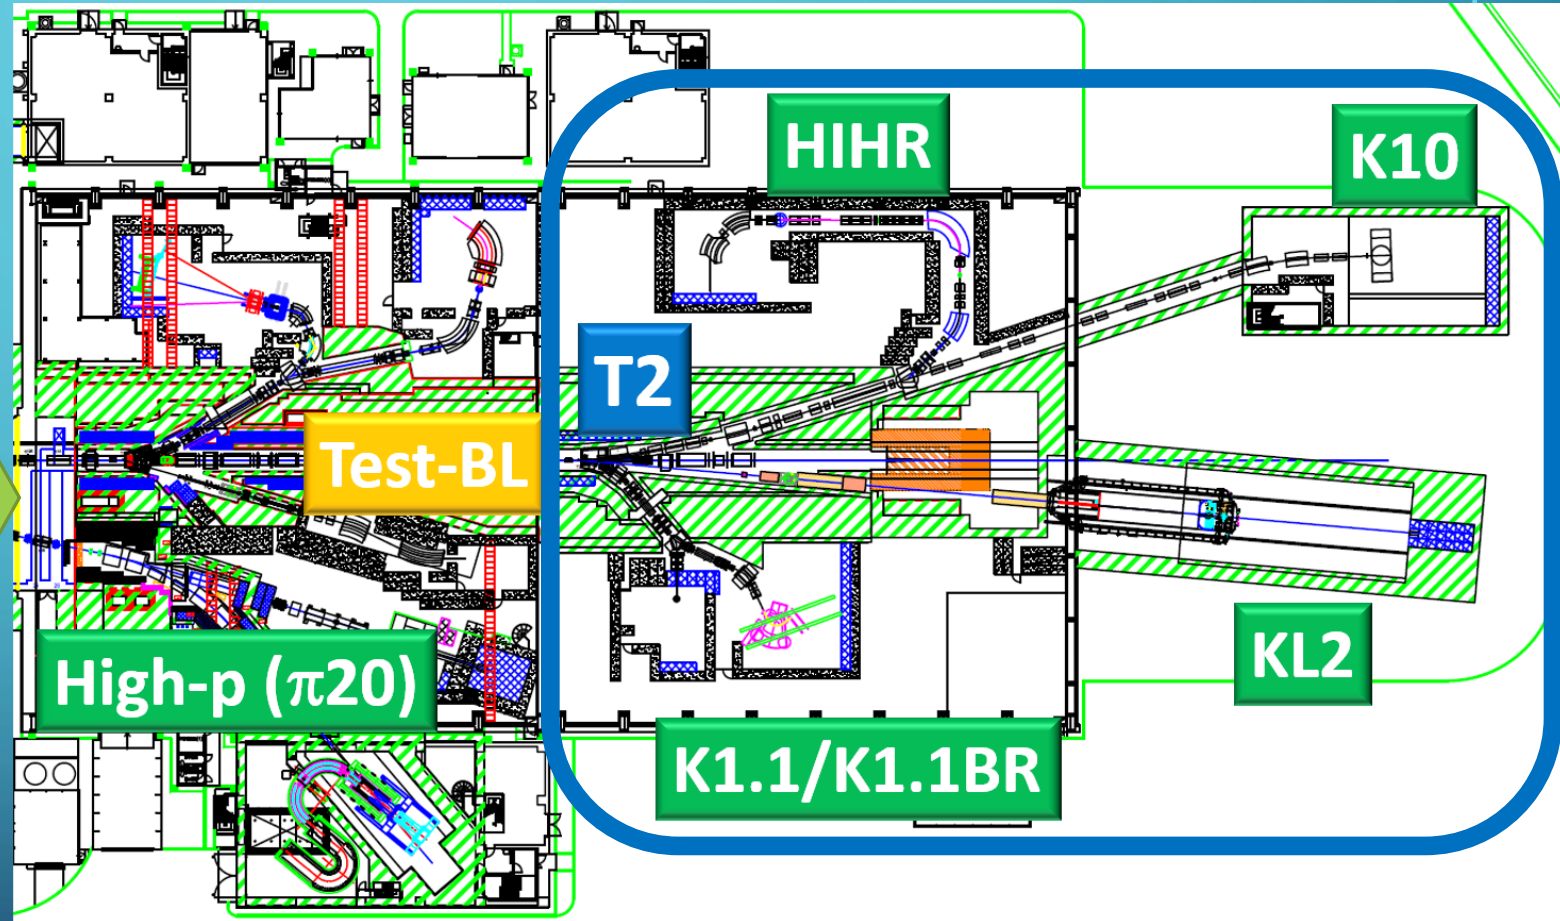 HIHR
K10
T2
Test-BL
High-p (π20)
KL2
K1.1/K1.1BR